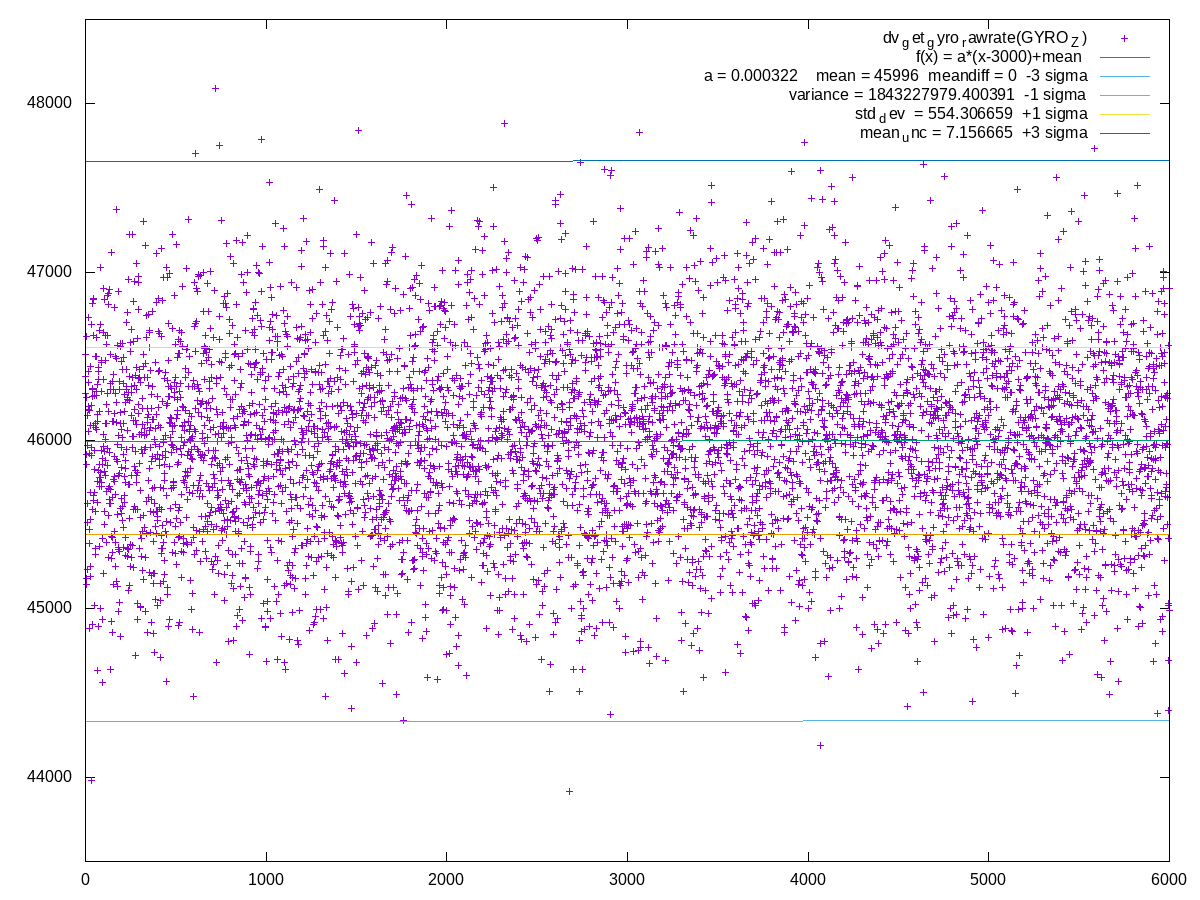 dv_get_gyro_rawrate(GYRO_Z)
f(x) = a*(x-3000)+mean
a = 0.000322 mean = 45996 meandiff = 0 -3 sigma
variance = 1843227979.400391 -1 sigma
std_dev = 554.306659 +1 sigma
mean_unc = 7.156665 +3 sigma
48000
47000
46000
45000
44000
0 1000 2000 3000 4000 5000 6000